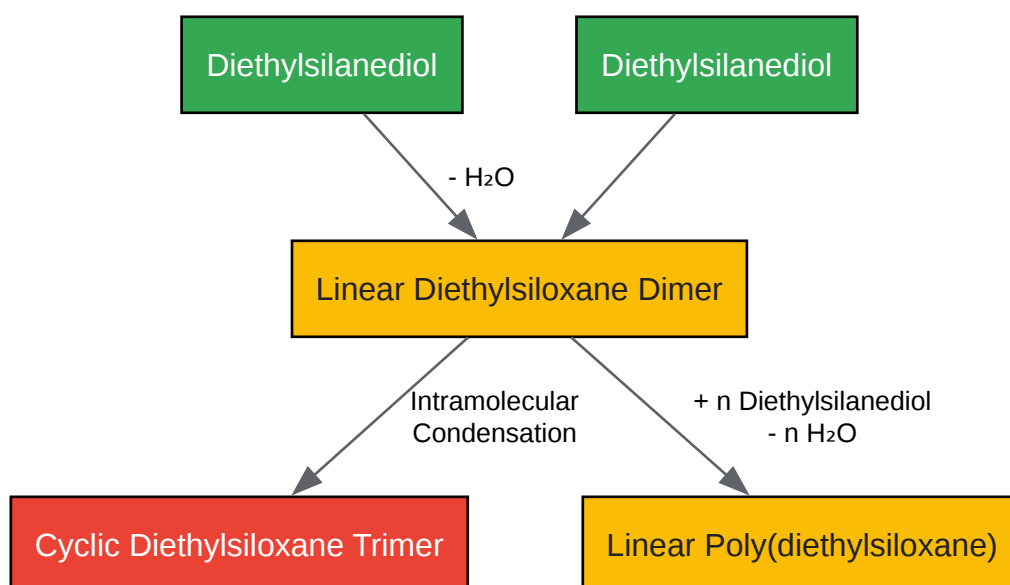 Diethylsilanediol
Diethylsilanediol
- H₂O
Linear Diethylsiloxane Dimer
Intramolecular
Condensation
+ n Diethylsilanediol
- n H₂O
Cyclic Diethylsiloxane Trimer
Linear Poly(diethylsiloxane)